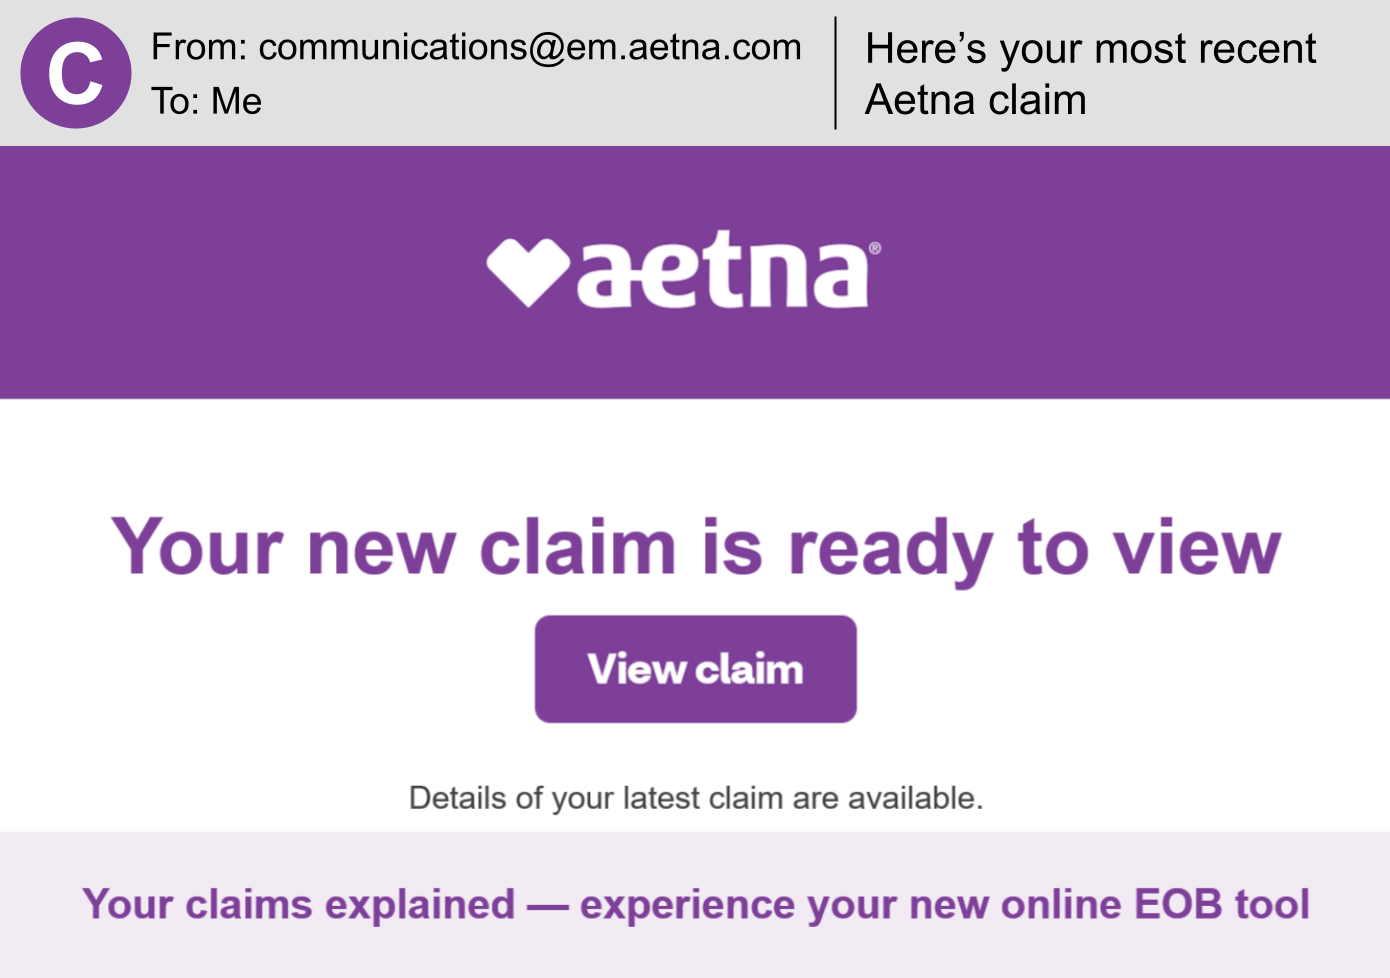 C
From: communications@em.aetna.com
To: Me
Here’s your most recent
Aetna claim
aetna®
Your new claim is ready to view
View claim
Details of your latest claim are available.
Your claims explained — experience your new online EOB tool